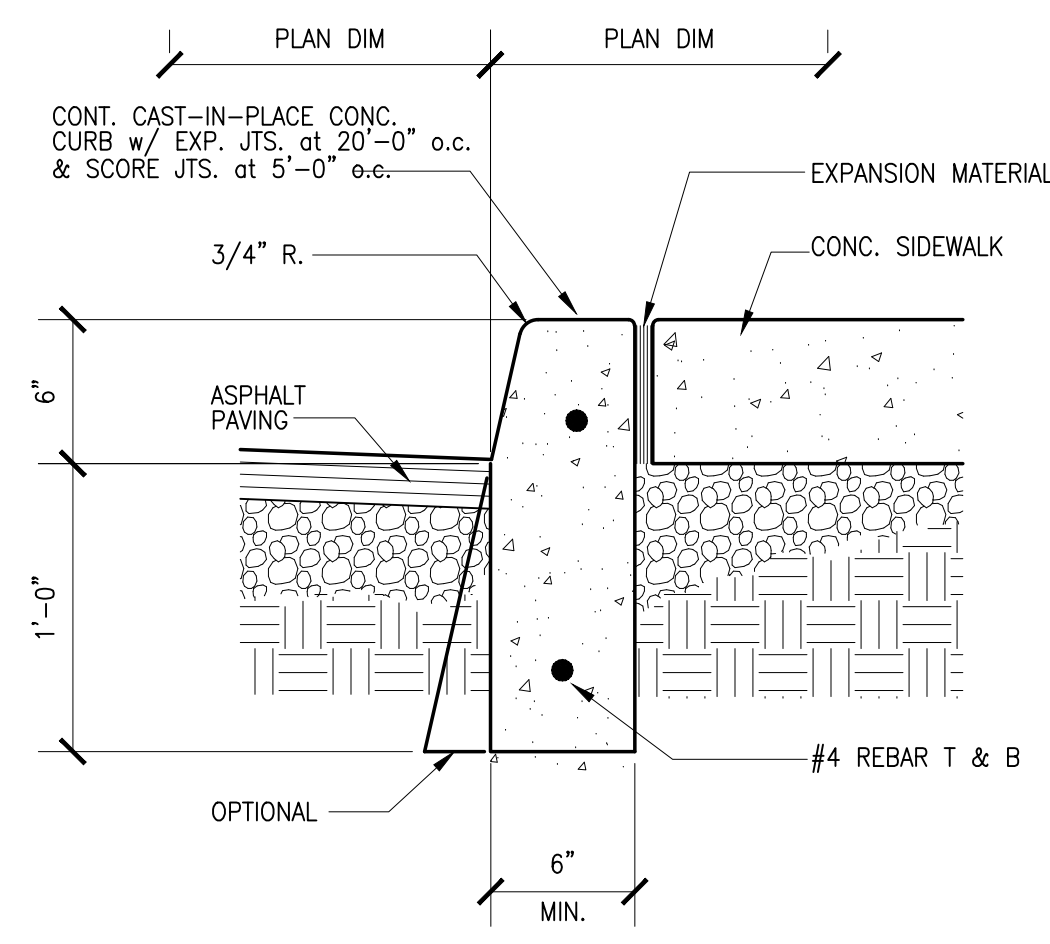 PLAN DIM
PLAN DIM
CONT. CAST-IN-PLACE CONC.
CURB w/ EXP. JTS. at 20'-0" o.c.
& SCORE JTS. at 5'-0" o.c.
EXPANSION MATERIAL
3/4" R.
CONC. SIDEWALK
6"
ASPHALT
PAVING
1'-0"
#4 REBAR T & B
OPTIONAL
6"
MIN.